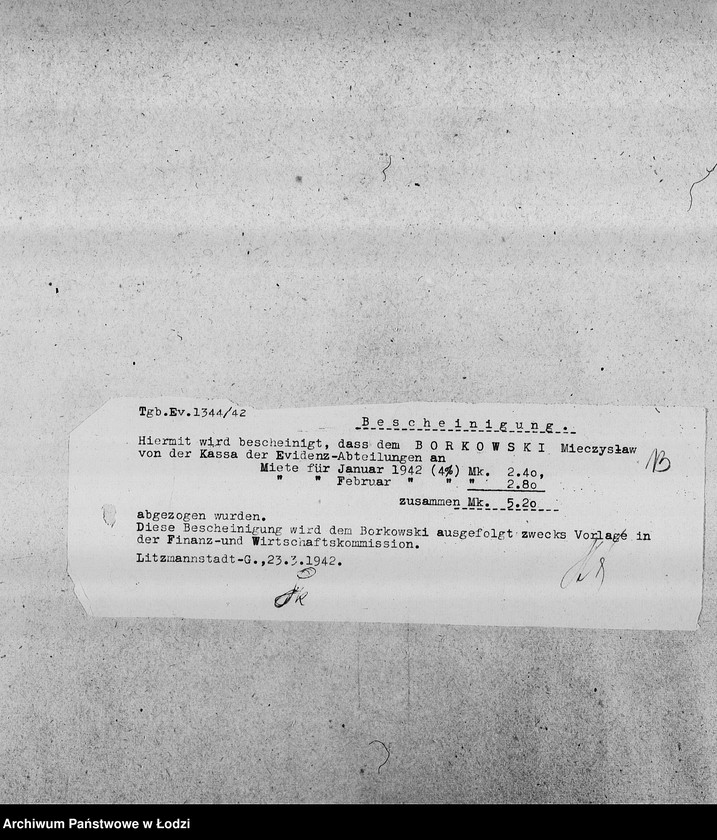 Tgb.Ev.1344/42
Bescheinigung.
Hiermit wird bescheinigt, dass dem BORKOWSKI Mieczysław
von der Kassa der Evidenz-Abteilungen an
Miete für Januar 1942 (4%) Mk. 2.40,
" " Februar " " " 2.80
zusammen Mk. 5.20
abgezogen wurden.
Diese Bescheinigung wird dem Borkowski ausgefolgt zwecks Vorlage in
der Finanz-und Wirtschaftskommission.
Litzmannstadt-G.,23.3.1942.
Archiwum Państwowe w Łodzi